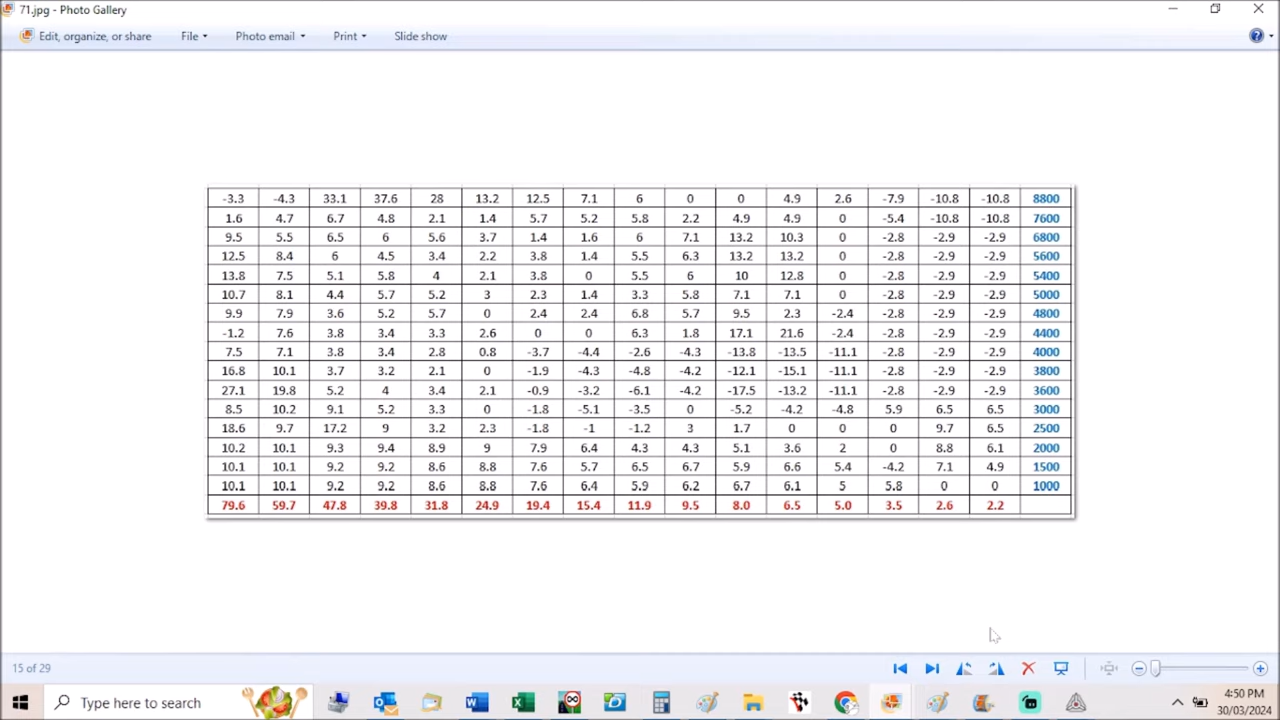 71.jpg - Photo Gallery
Edit, organize, or share File Photo email Print Slide show
-3.3 -4.3 33.1 37.6 28 13.2 12.5 7.1 6 0 0 4.9 2.6 -7.9 -10.8 -10.8 8800
1.6 4.7 6.7 4.8 2.1 1.4 5.7 5.2 5.8 2.2 4.9 4.9 0 -5.4 -10.8 -10.8 7600
9.5 5.5 6.5 6 5.6 3.7 1.4 1.6 6 7.1 13.2 10.3 0 -2.8 -2.9 -2.9 6800
12.5 8.4 6 4.5 3.4 2.2 3.8 1.4 5.5 6.3 13.2 13.2 0 -2.8 -2.9 -2.9 5600
13.8 7.5 5.1 5.8 4 2.1 3.8 0 5.5 6 10 12.8 0 -2.8 -2.9 -2.9 5400
10.7 8.1 4.4 5.7 5.2 3 2.3 1.4 3.3 5.8 7.1 7.1 0 -2.8 -2.9 -2.9 5000
9.9 7.9 3.6 5.2 5.7 0 2.4 2.4 6.8 5.7 9.5 2.3 -2.4 -2.8 -2.9 -2.9 4800
-1.2 7.6 3.8 3.4 3.3 2.6 0 0 6.3 1.8 17.1 21.6 -2.4 -2.8 -2.9 -2.9 4400
7.5 7.1 3.8 3.4 2.8 0.8 -3.7 -4.4 -2.6 -4.3 -13.8 -13.5 -11.1 -2.8 -2.9 -2.9 4000
16.8 10.1 3.7 3.2 2.1 0 -1.9 -4.3 -4.8 -4.2 -12.1 -15.1 -11.1 -2.8 -2.9 -2.9 3800
27.1 19.8 5.2 4 3.4 2.1 -0.9 -3.2 -6.1 -4.2 -17.5 -13.2 -11.1 -2.8 -2.9 -2.9 3600
8.5 10.2 9.1 5.2 3.3 0 -1.8 -5.1 -3.5 0 -5.2 -4.2 -4.8 5.9 6.5 6.5 3000
18.6 9.7 17.2 9 3.2 2.3 -1.8 -1 -1.2 3 1.7 0 0 0 9.7 6.5 2500
10.2 10.1 9.3 9.4 8.9 9 7.9 6.4 4.3 4.3 5.1 3.6 2 0 8.8 6.1 2000
10.1 10.1 9.2 9.2 8.6 8.8 7.6 5.7 6.5 6.7 5.9 6.6 5.4 -4.2 7.1 4.9 1500
10.1 10.1 9.2 9.2 8.6 8.8 7.6 6.4 5.9 6.2 6.7 6.1 5 5.8 0 0 1000
79.6 59.7 47.8 39.8 31.8 24.9 19.4 15.4 11.9 9.5 8.0 6.5 5.0 3.5 2.6 2.2
15 of 29
Type here to search
4:50 PM
30/03/2024